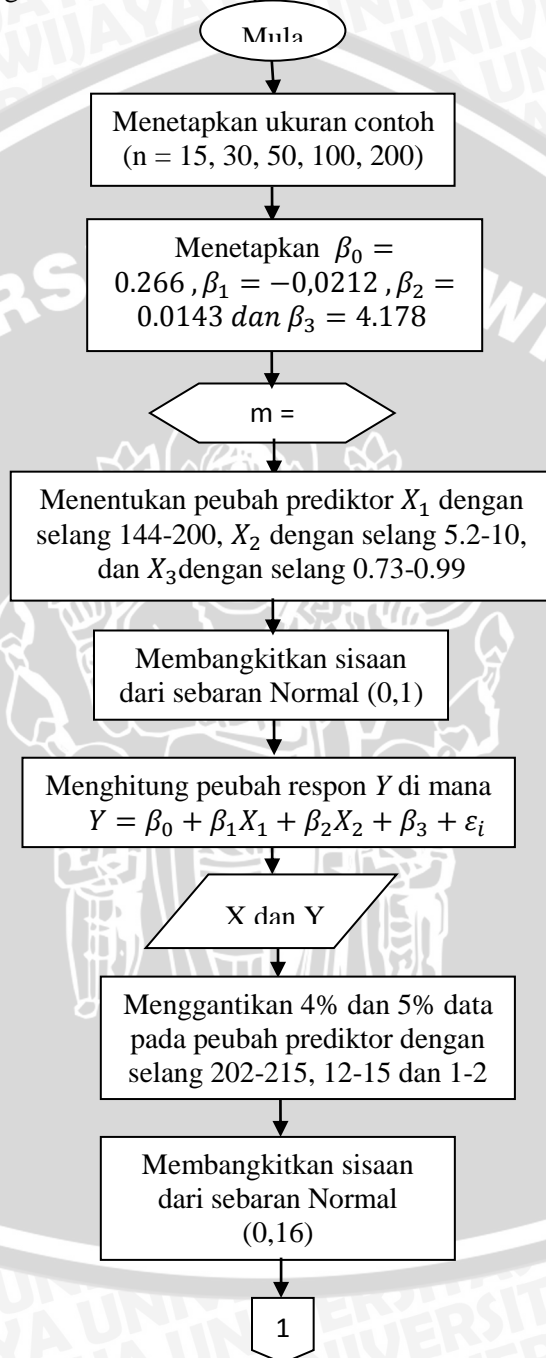 Mula
Menetapkan ukuran contoh
(n = 15, 30, 50, 100, 200)
Menetapkan β₀ =
0.266 , β₁ = −0,0212 , β₂ =
0.0143 dan β₃ = 4.178
m =
Menentukan peubah prediktor X₁ dengan
selang 144-200, X₂ dengan selang 5.2-10,
dan X₃dengan selang 0.73-0.99
Membangkitkan sisaan
dari sebaran Normal (0,1)
Menghitung peubah respon Y di mana
Y = β₀ + β₁X₁ + β₂X₂ + β₃ + εᵢ
X dan Y
Menggantikan 4% dan 5% data
pada peubah prediktor dengan
selang 202-215, 12-15 dan 1-2
Membangkitkan sisaan
dari sebaran Normal
(0,16)
1